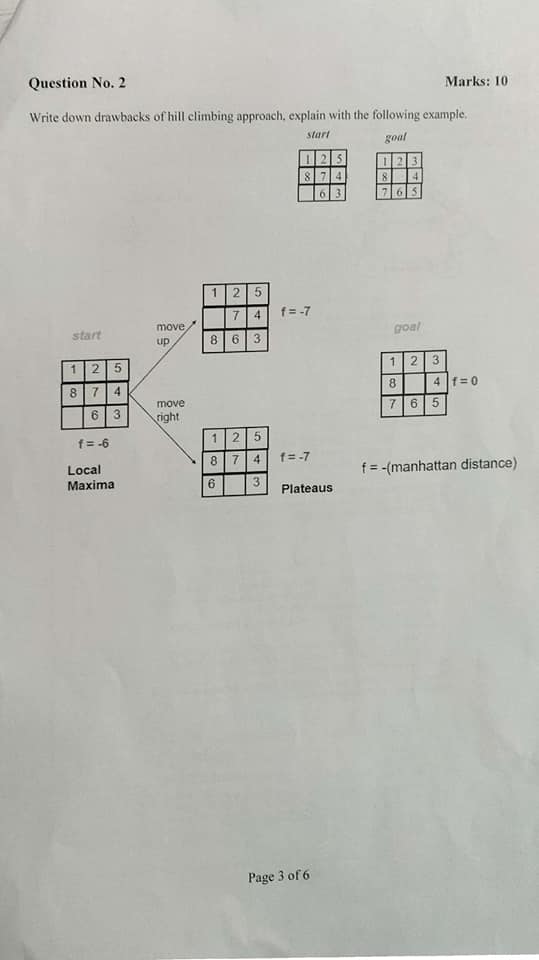 Question No. 2 Marks: 10
Write down drawbacks of hill climbing approach, explain with the following example.
start goal
1 2 5 1 2 3
8 7 4 8 4
6 3 7 6 5
1 2 5
7 4 f = -7
8 6 3
move
up
start
goal
1 2 5
8 7 4
6 3
f = -6
Local
Maxima
move
right
1 2 5
8 7 4 f = -7
6 3
Plateaus
1 2 3
8 4 f = 0
7 6 5
f = -(manhattan distance)
Page 3 of 6